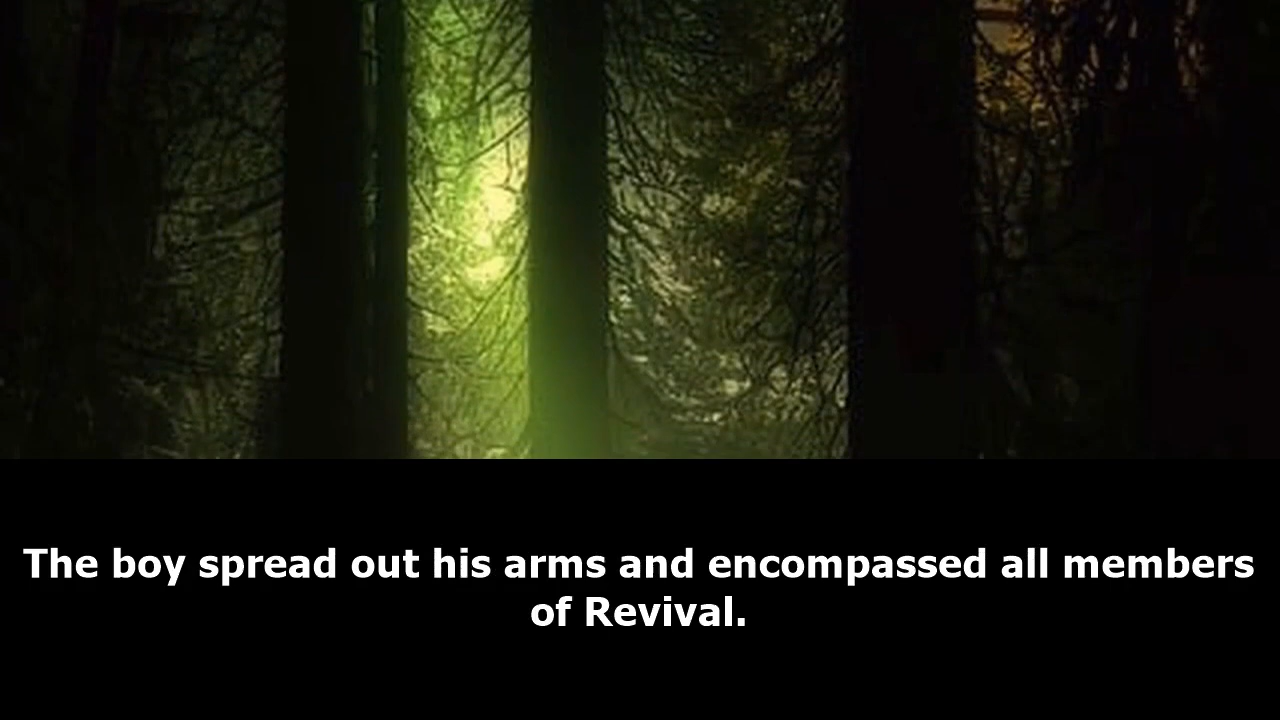 The boy spread out his arms and encompassed all members
of Revival.